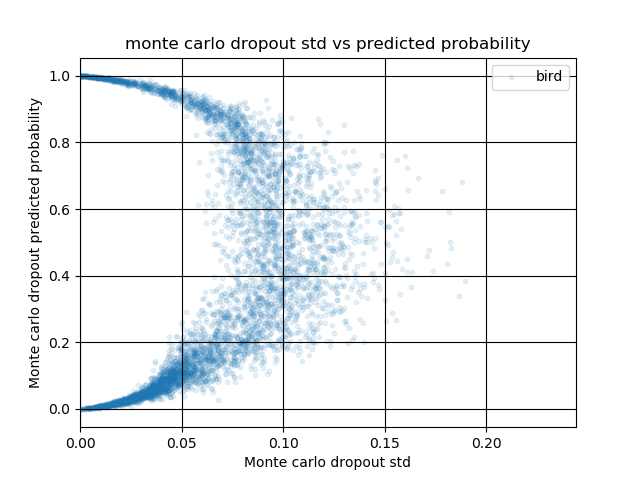 monte carlo dropout std vs predicted probability
bird
Monte carlo dropout predicted probability
1.0
0.8
0.6
0.4
0.2
0.0
0.00 0.05 0.10 0.15 0.20
Monte carlo dropout std